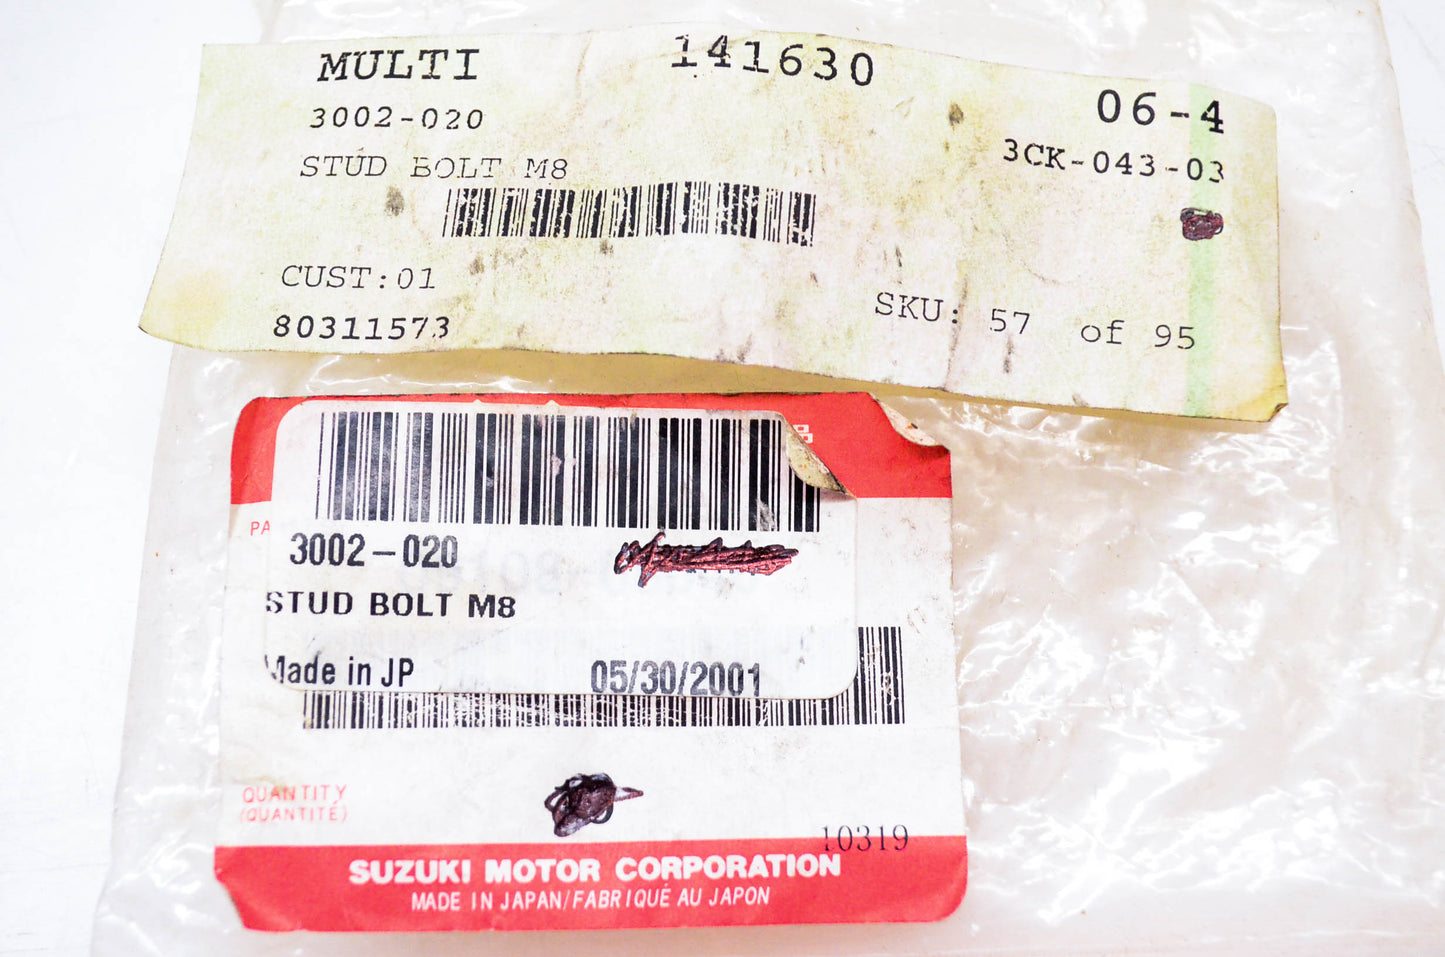 MULTI 141630 06-4
3002-020
3CK-043-03
STUD BOLT M8
CUST:01
SKU: 57 of 95
80311573
PA
3002-020
STUD BOLT M8
Made in JP 05/30/2001
QUANTITY
(QUANTITÉ)
10319
SUZUKI MOTOR CORPORATION
MADE IN JAPAN/FABRIQUÉ AU JAPON